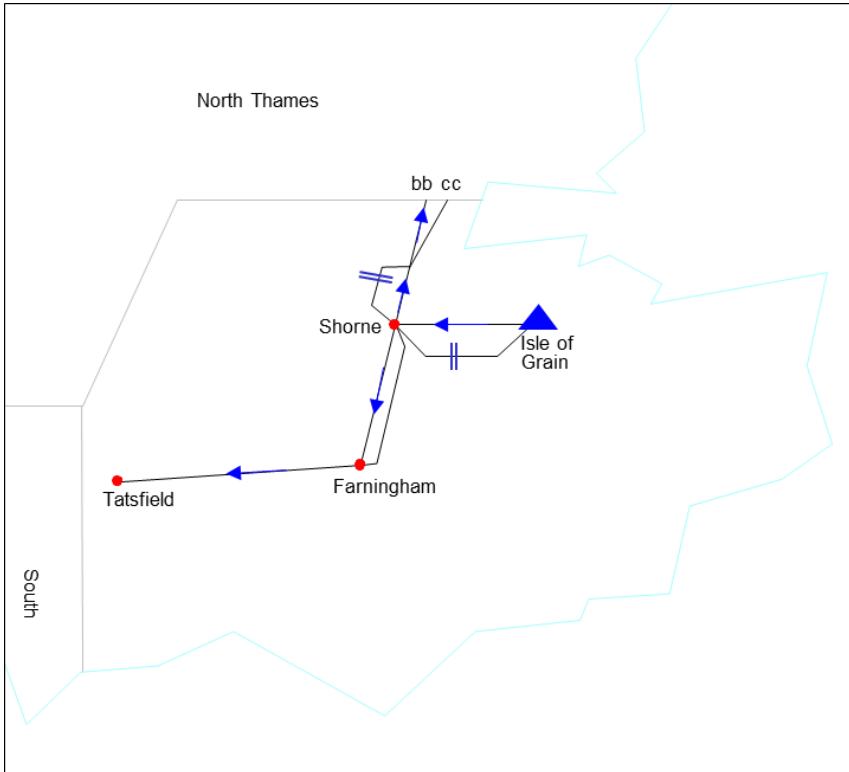 North Thames
bb cc
Shorne
Isle of
Grain
Tatsfield
Farningham
South